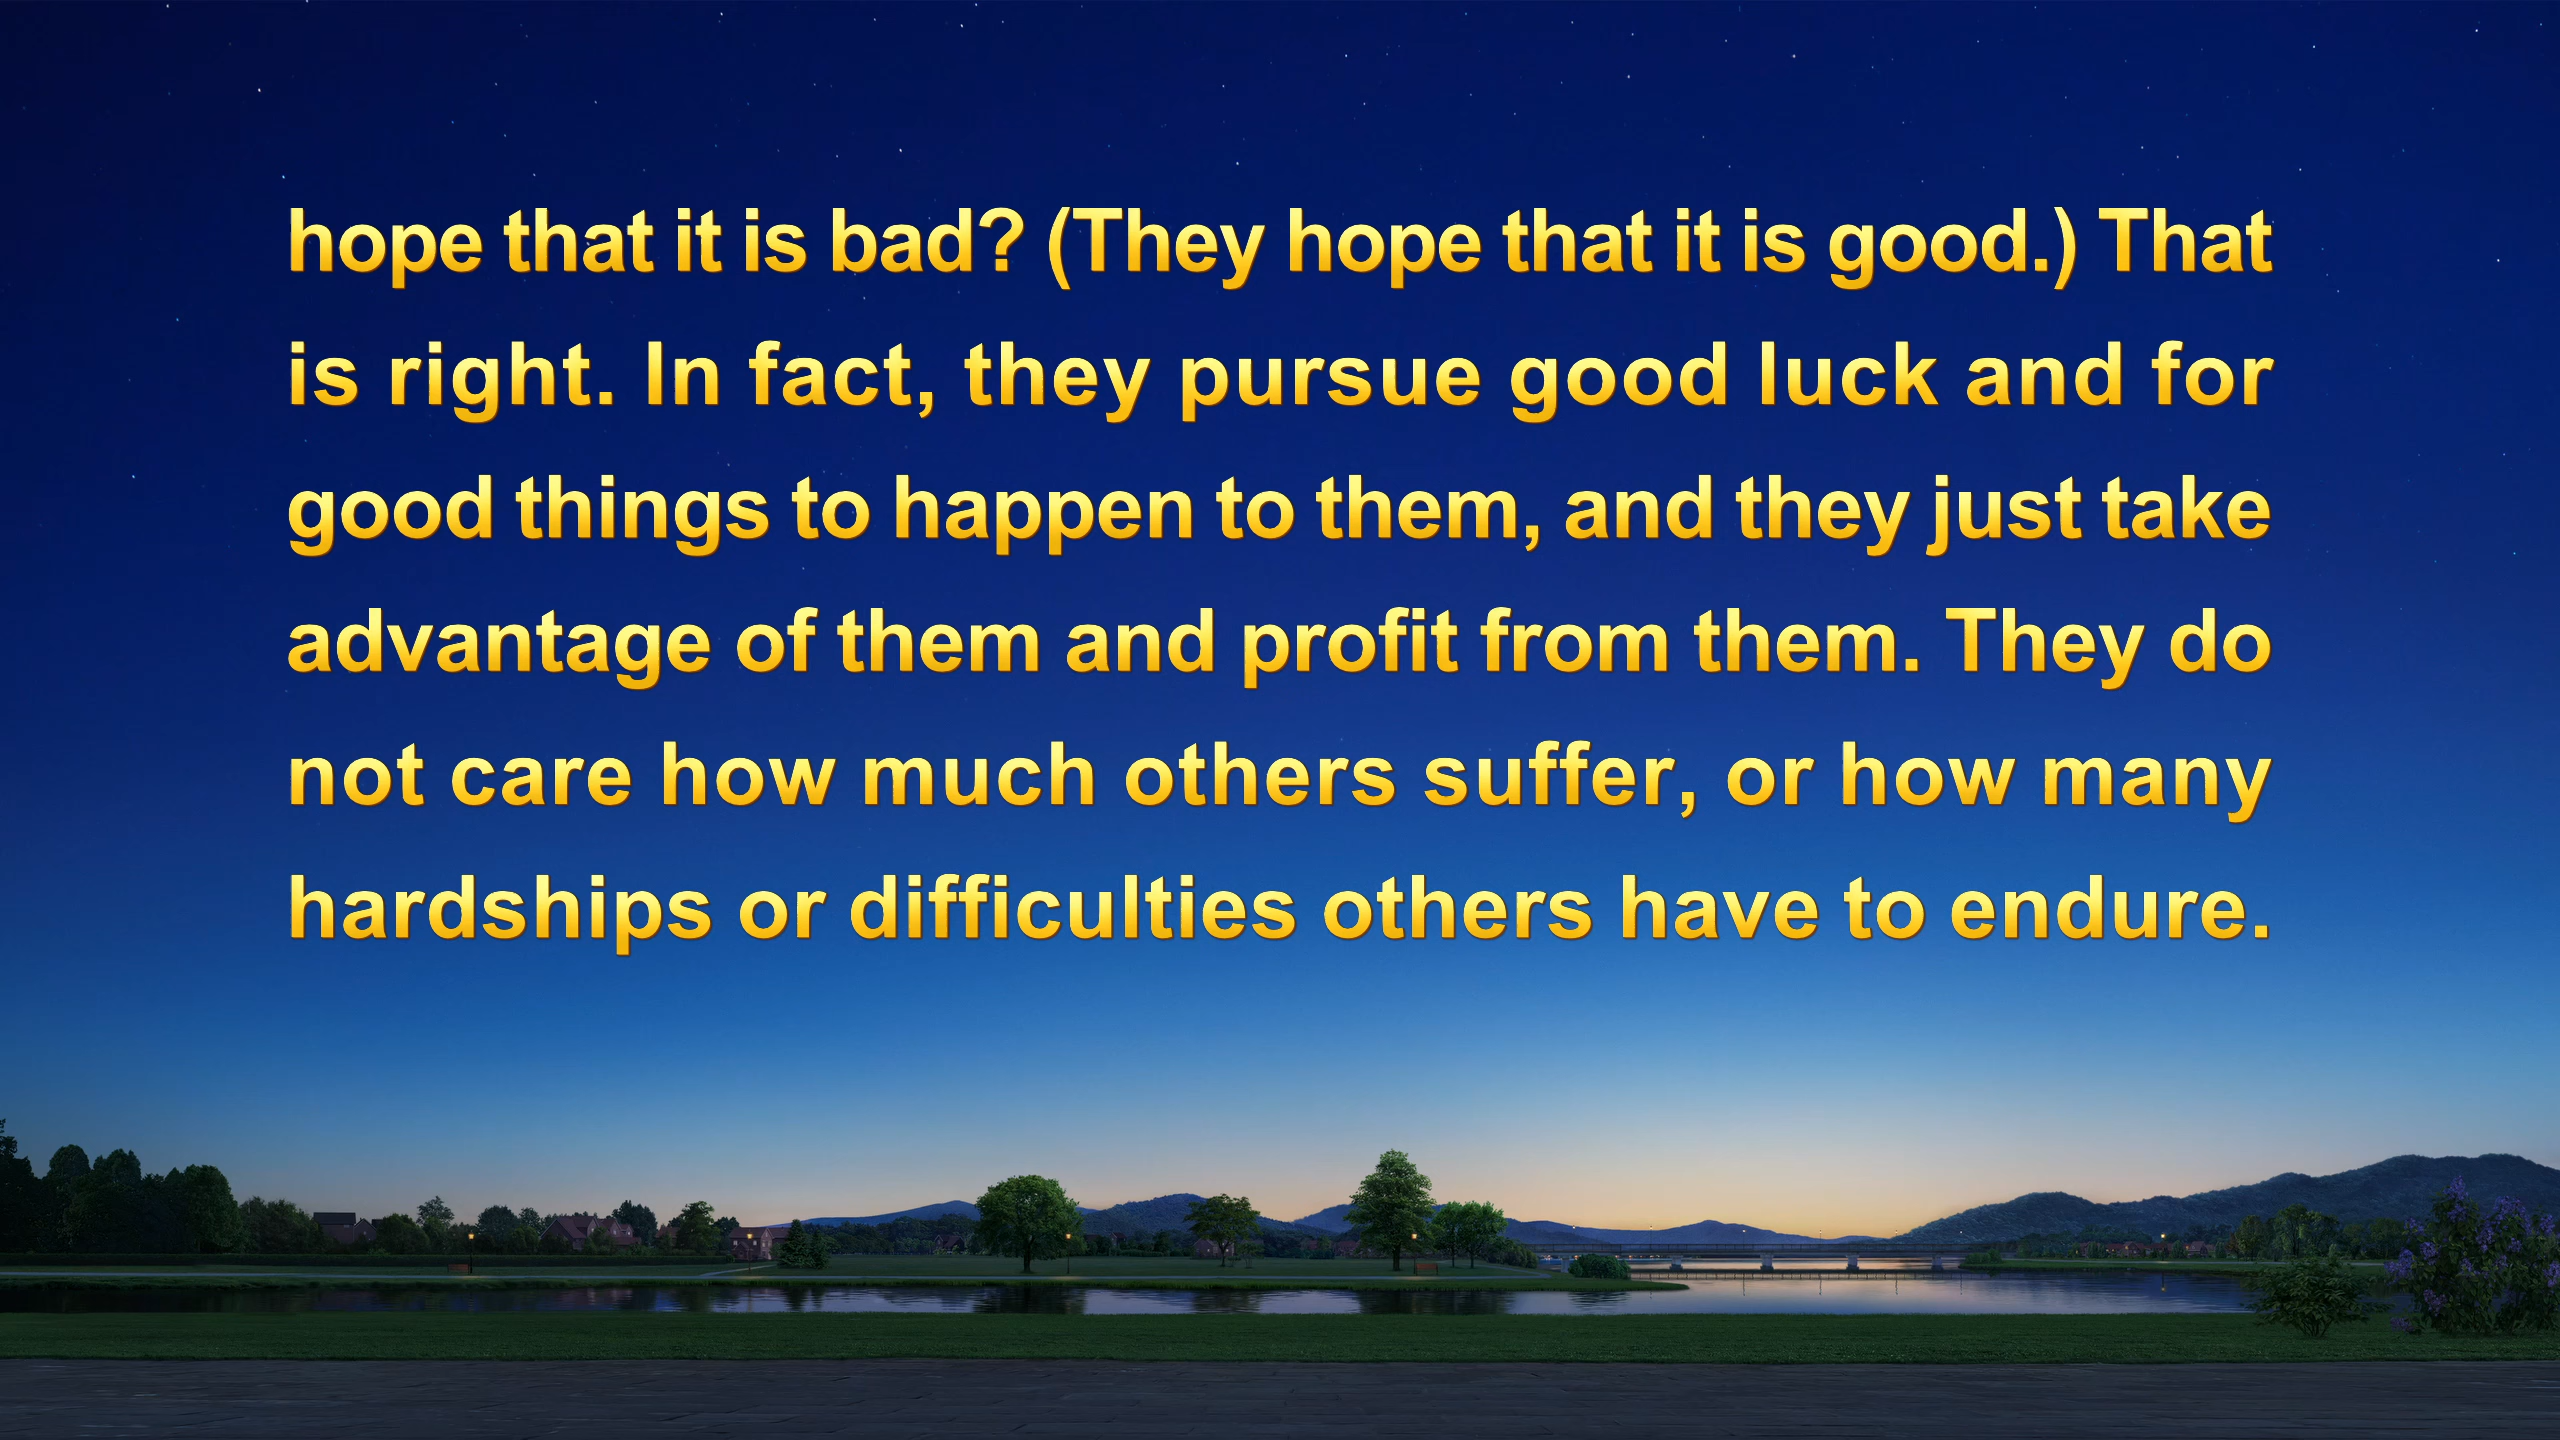 hope that it is bad? (They hope that it is good.) That
is right. In fact, they pursue good luck and for
good things to happen to them, and they just take
advantage of them and profit from them. They do
not care how much others suffer, or how many
hardships or difficulties others have to endure.